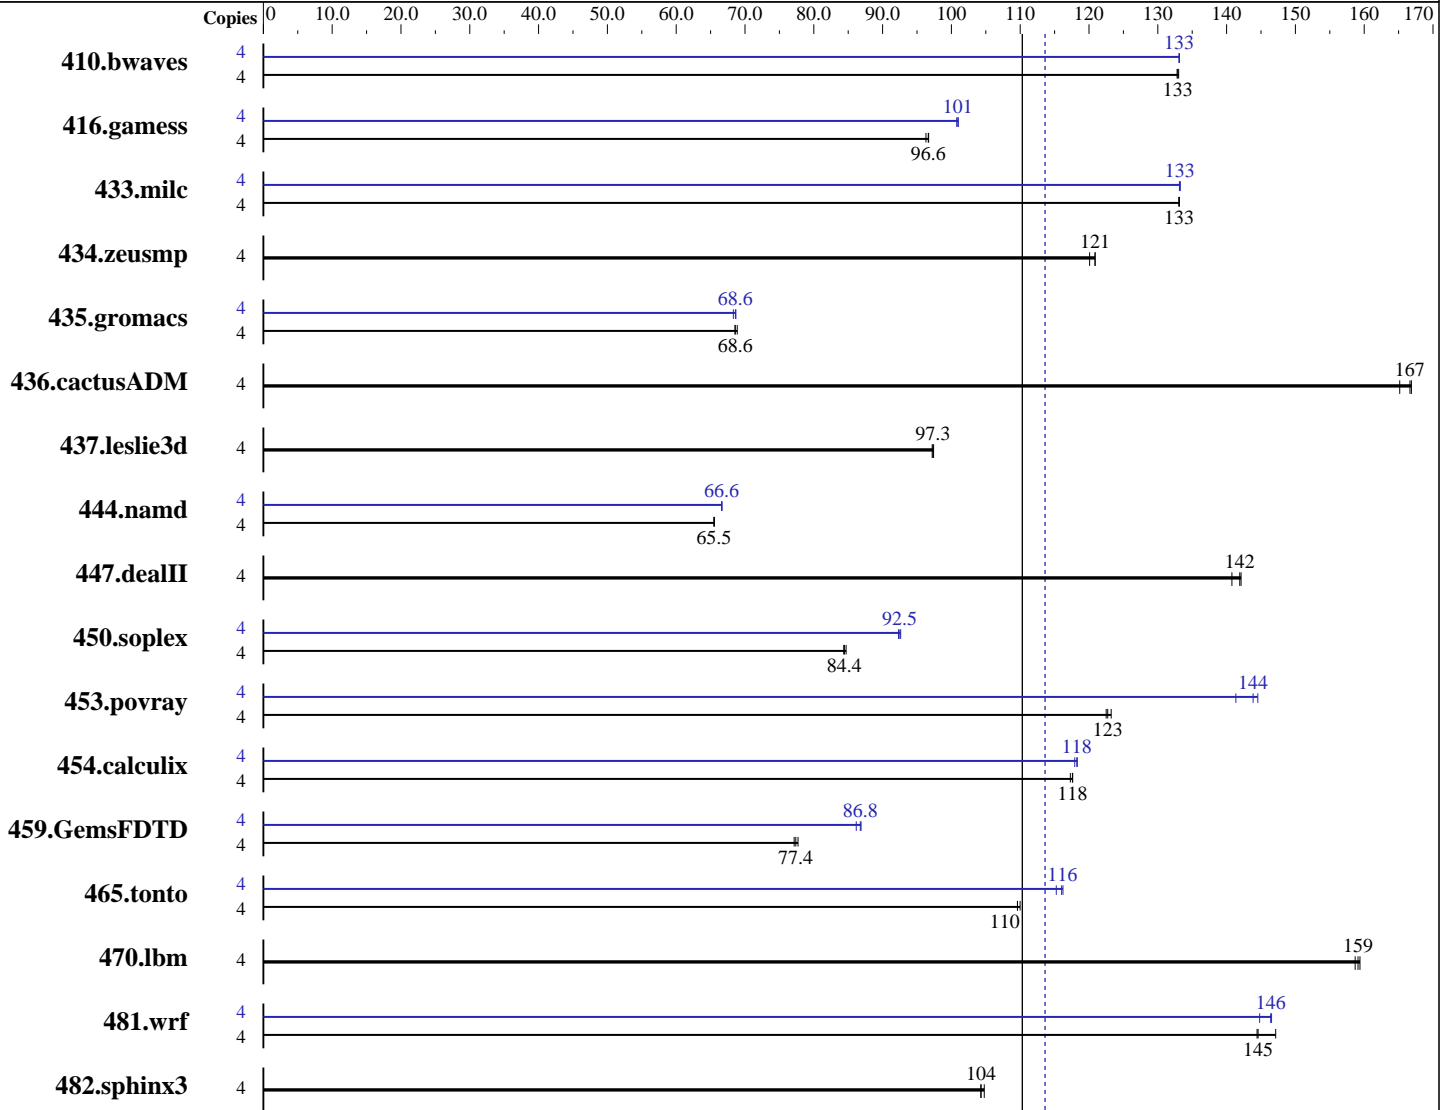 Copies 0 10.0 20.0 30.0 40.0 50.0 60.0 70.0 80.0 90.0 100 110 120 130 140 150 160 170
4 133
410.bwaves
4 133
4 101
416.gamess
4 96.6
4 133
433.milc
4 133
434.zeusmp 4 121
4 68.6
435.gromacs
4 68.6
436.cactusADM 4 167
437.leslie3d 4 97.3
4 66.6
444.namd
4 65.5
447.dealII 4 142
4 92.5
450.soplex
4 84.4
4 144
453.povray
4 123
4 118
454.calculix
4 118
4 86.8
459.GemsFDTD
4 77.4
4 116
465.tonto
4 110
470.lbm 4 159
4 146
481.wrf
4 145
482.sphinx3 4 104